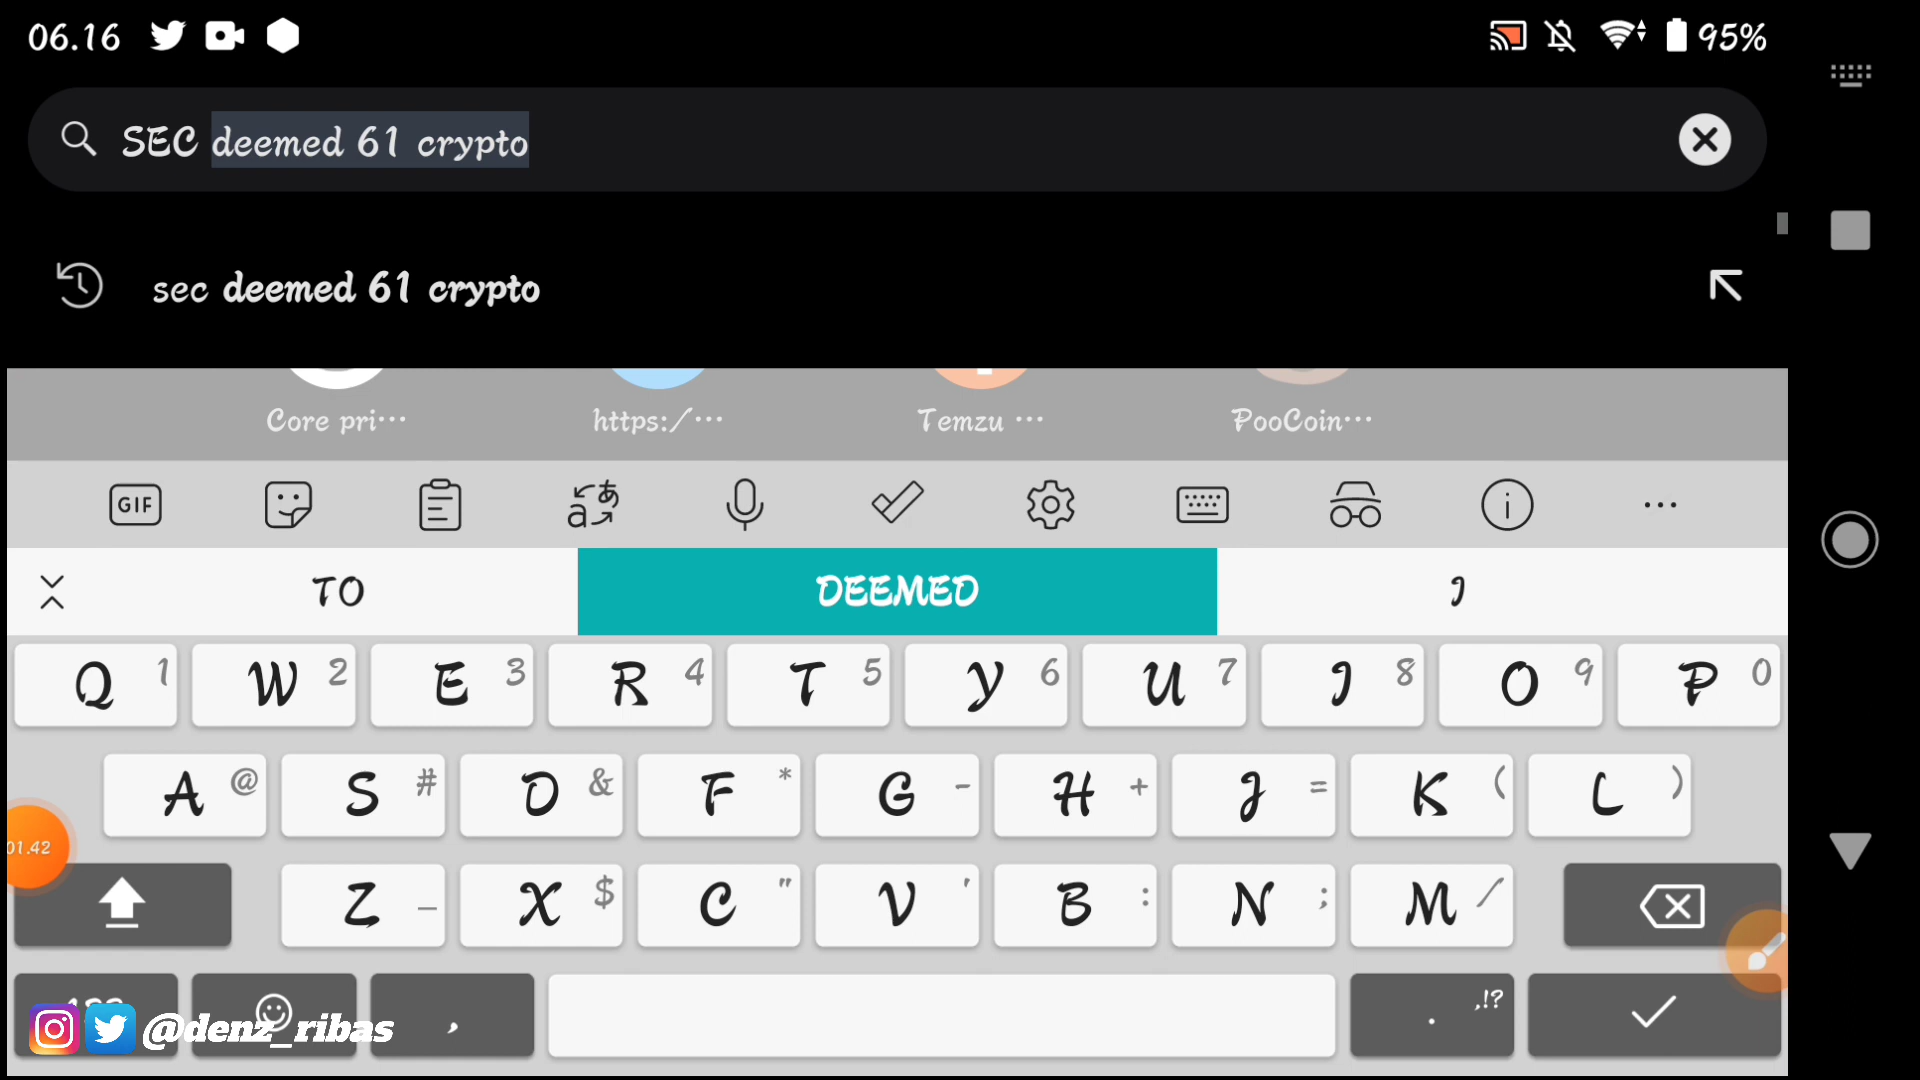 06.16 95%
SEC deemed 61 crypto
sec deemed 61 crypto
Core pri... https:/... Temzu ... PooCoin...
GIF a あ ...
TO DEEMED I
Q 1 W 2 E 3 R 4 T 5 Y 6 U 7 I 8 O 9 P 0
A @ S # D & F * G - H + J = K ( L )
01.42
Z _ X $ C " V ' B : N ; M /
, . ,!?
@denz_ribas